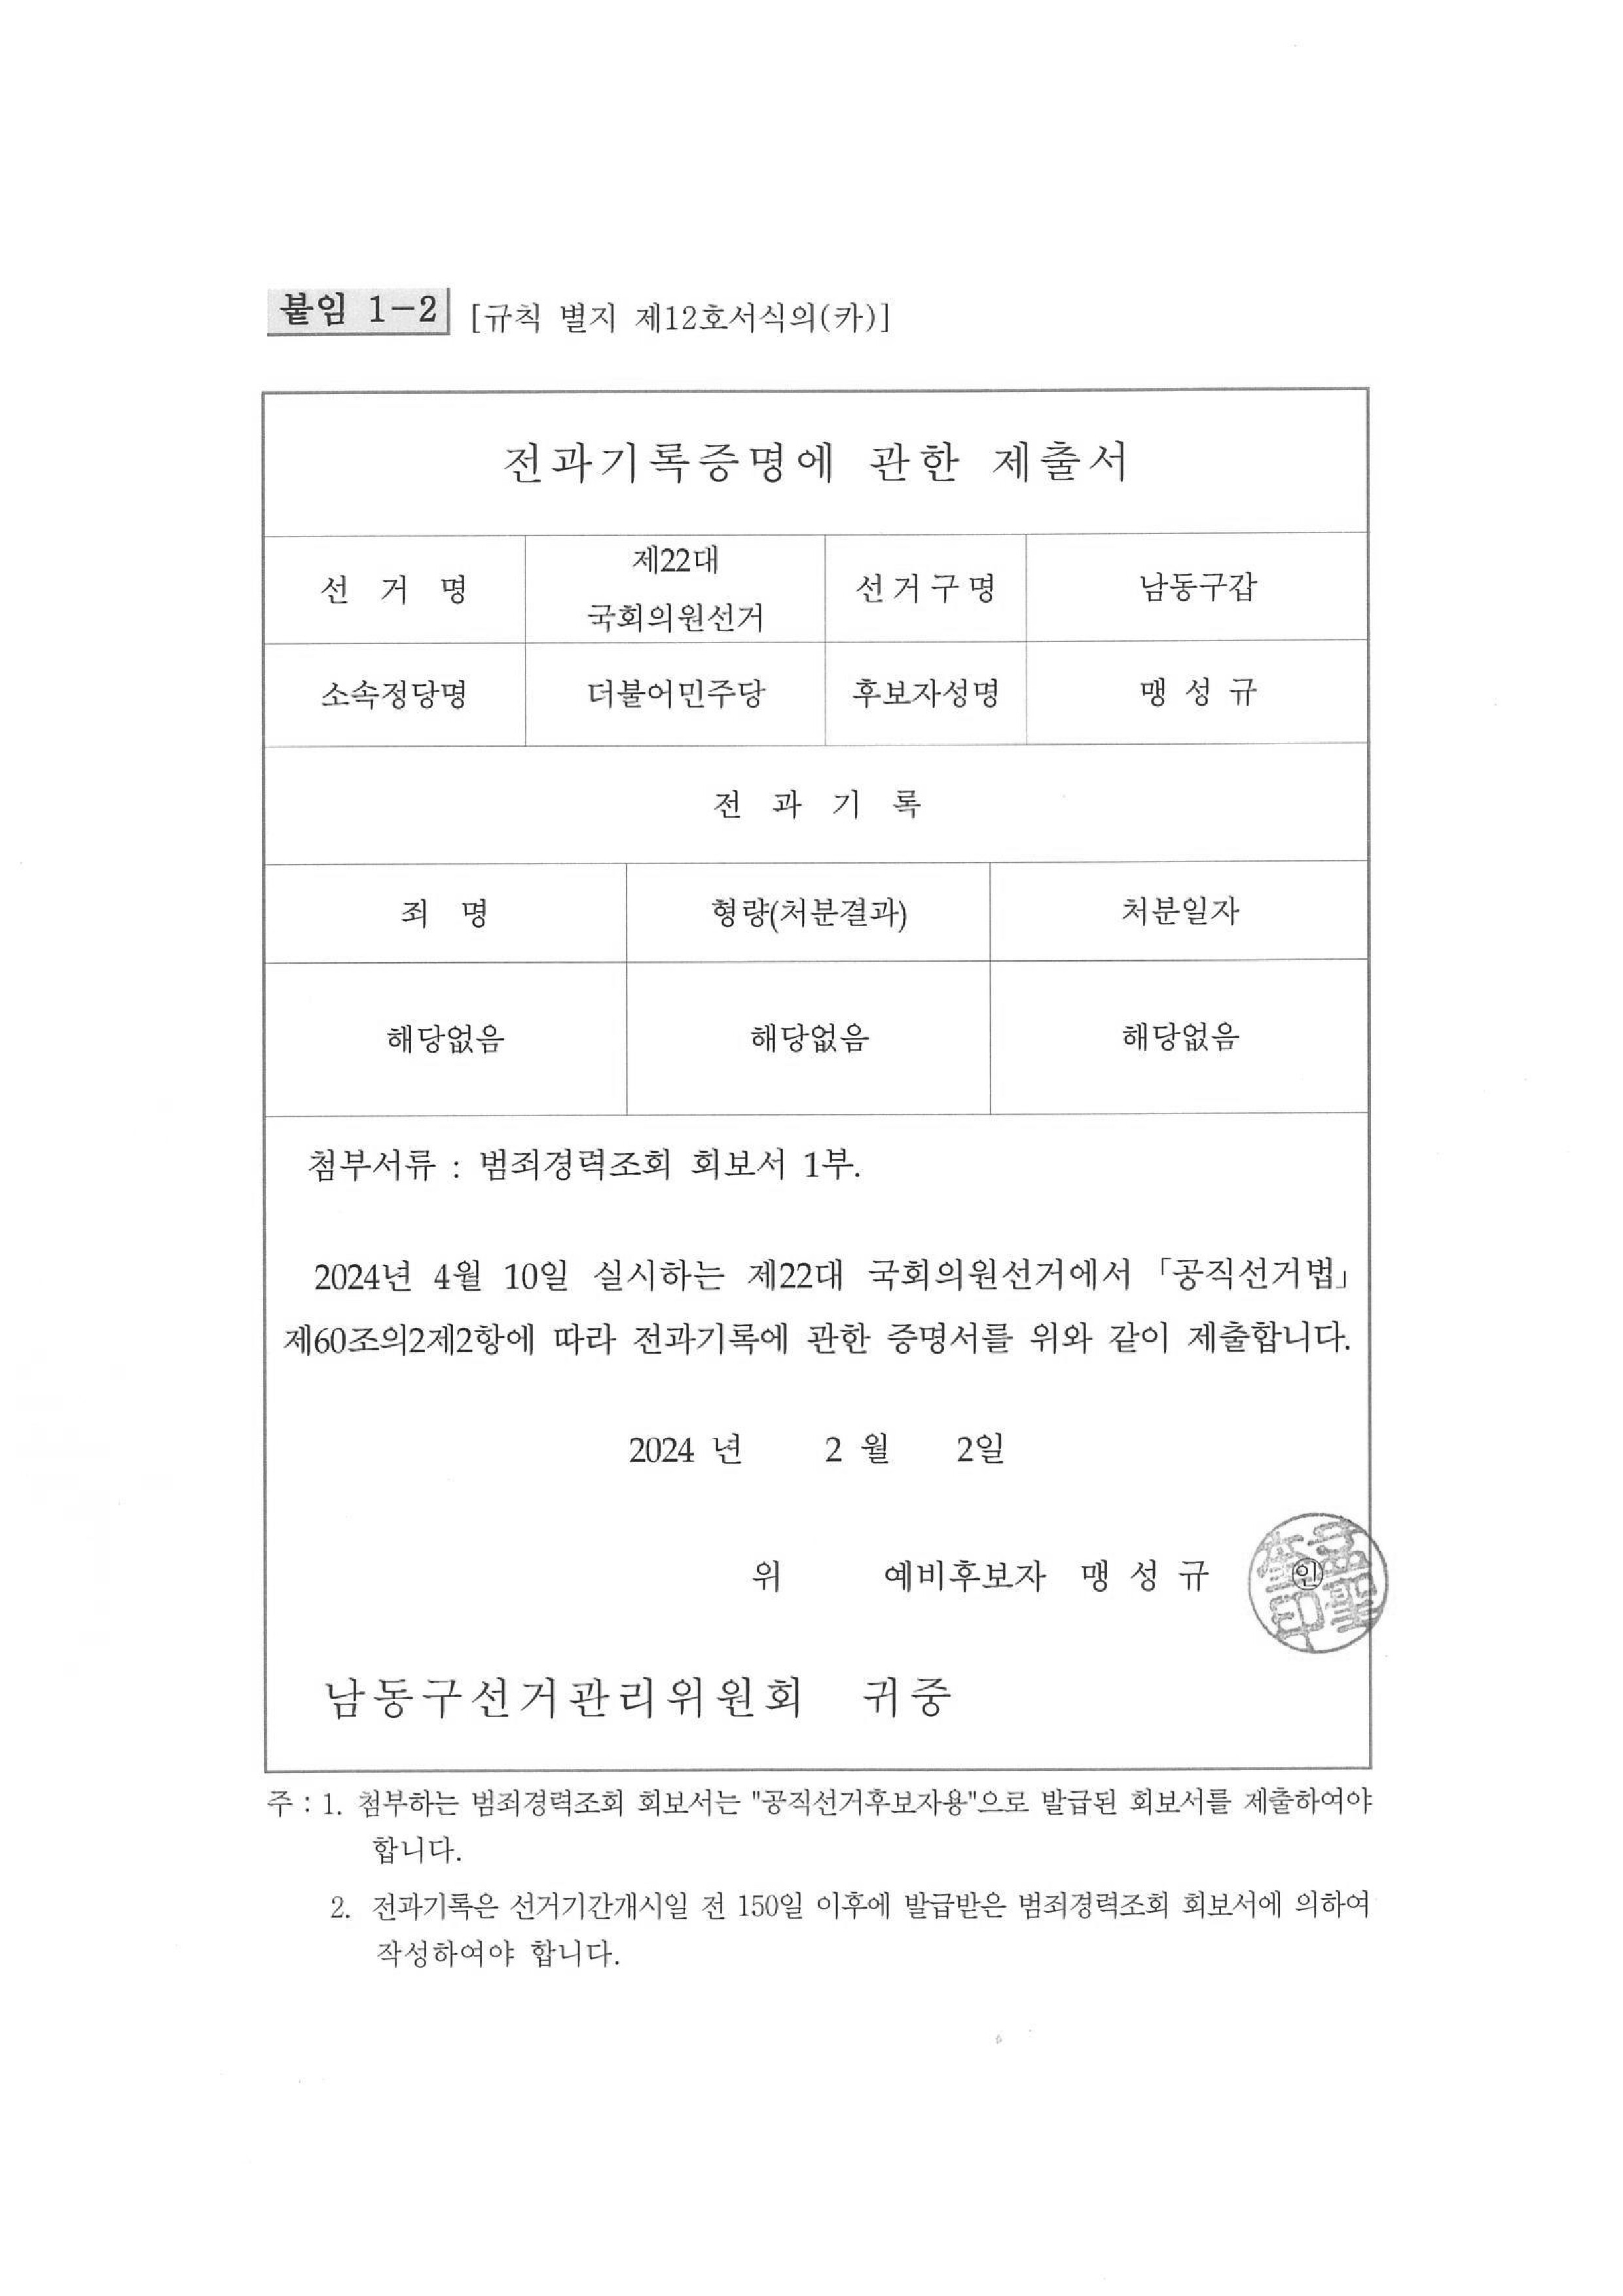 붙임 1-2 [규칙 별지 제12호서식의(카)]
전과기록증명에 관한 제출서
선 거 명 제22대 국회의원선거 선거구명 남동구갑
소속정당명 더불어민주당 후보자성명 맹 성 규
전 과 기 록
죄 명 형량(처분결과) 처분일자
해당없음 해당없음 해당없음
첨부서류 : 범죄경력조회 회보서 1부.
2024년 4월 10일 실시하는 제22대 국회의원선거에서 「공직선거법」
제60조의2제2항에 따라 전과기록에 관한 증명서를 위와 같이 제출합니다.
2024 년 2 월 2일
위 예비후보자 맹 성 규 ㊞
남동구선거관리위원회 귀중
주 : 1. 첨부하는 범죄경력조회 회보서는 "공직선거후보자용"으로 발급된 회보서를 제출하여야
합니다.
2. 전과기록은 선거기간개시일 전 150일 이후에 발급받은 범죄경력조회 회보서에 의하여
작성하여야 합니다.